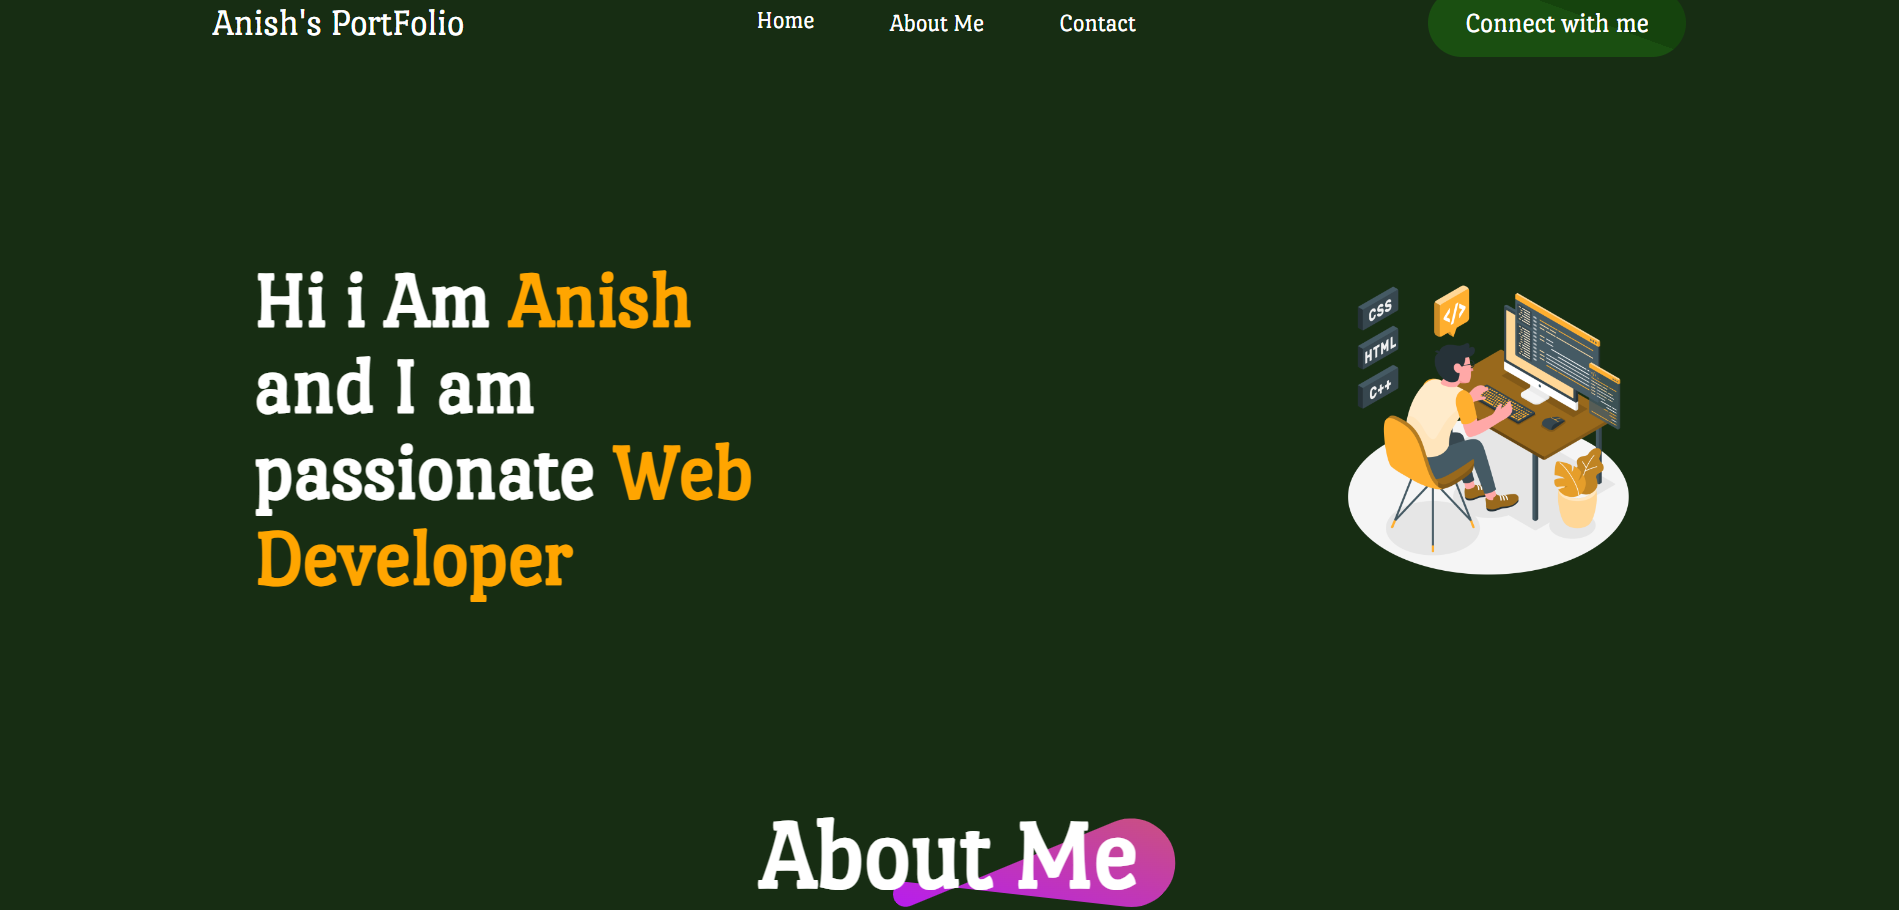 Anish's PortFolio
Home
About Me
Contact
Connect with me
Hi i Am Anish
and I am
passionate Web
Developer
CSS
HTML
C++
</>
About Me